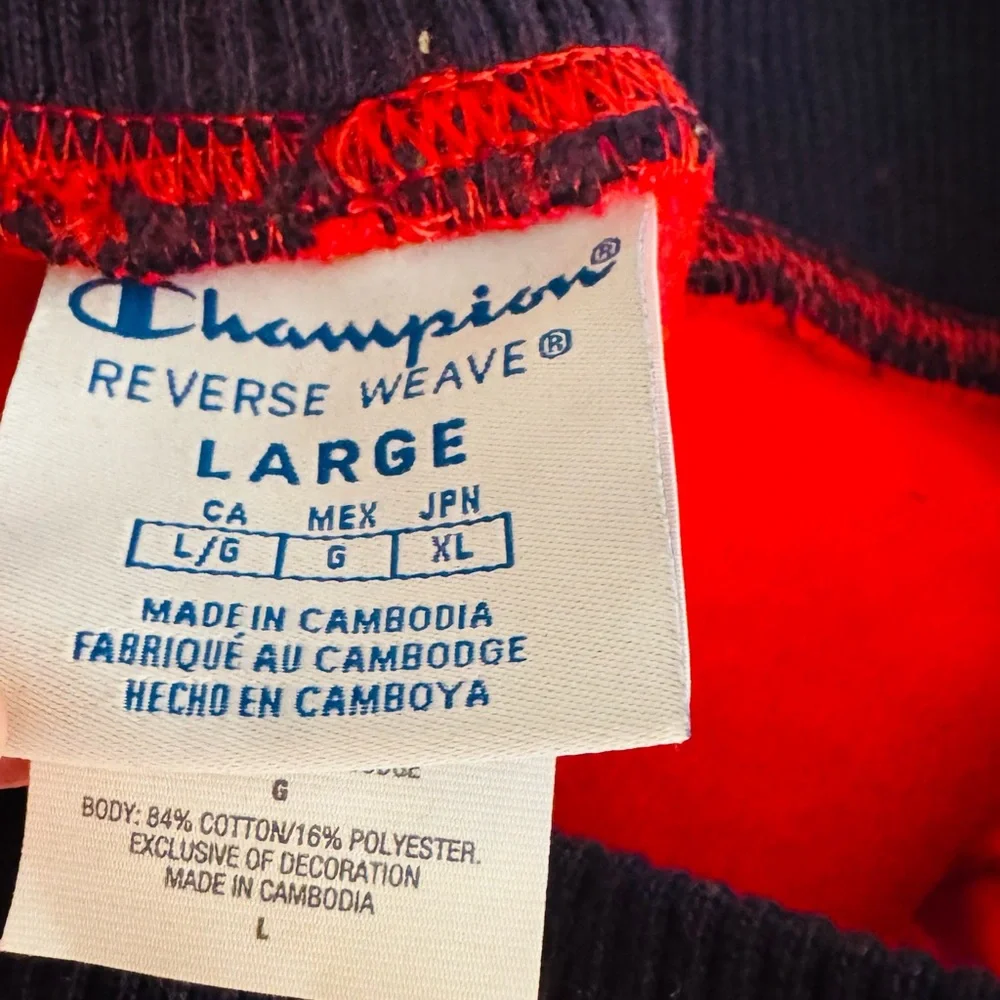 Champion®
REVERSE WEAVE®
LARGE
CA MEX JPN
L/G G XL
MADE IN CAMBODIA
FABRIQUÉ AU CAMBODGE
HECHO EN CAMBOYA
G
BODY: 84% COTTON/16% POLYESTER.
EXCLUSIVE OF DECORATION
MADE IN CAMBODIA
L